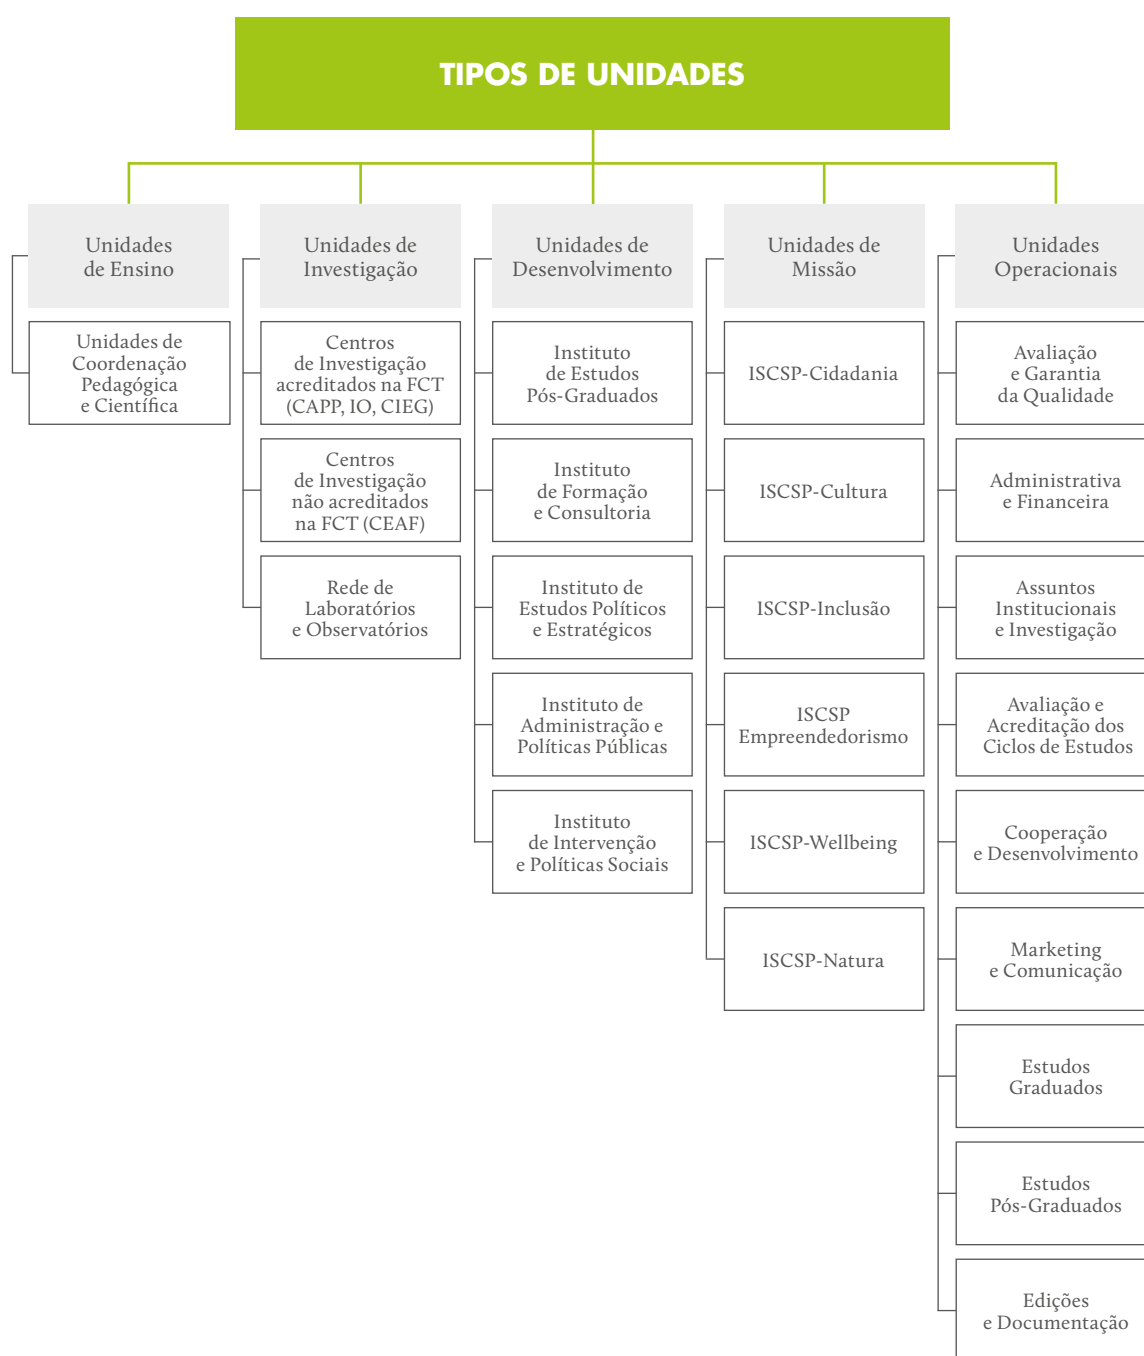 TIPOS DE UNIDADES
Unidades
de Ensino
Unidades de
Coordenação
Pedagógica
e Científica
Unidades de
Investigação
Centros
de Investigação
acreditados na FCT
(CAPP, IO, CIEG)
Centros
de Investigação
não acreditados
na FCT (CEAF)
Rede de
Laboratórios
e Observatórios
Unidades de
Desenvolvimento
Instituto
de Estudos
Pós-Graduados
Instituto
de Formação
e Consultoria
Instituto de
Estudos Políticos
e Estratégicos
Instituto de
Administração e
Políticas Públicas
Instituto
de Intervenção
e Políticas Sociais
Unidades de
Missão
ISCSP-Cidadania
ISCSP-Cultura
ISCSP-Inclusão
ISCSP
Empreendedorismo
ISCSP-Wellbeing
ISCSP-Natura
Unidades
Operacionais
Avaliação
e Garantia
da Qualidade
Administrativa
e Financeira
Assuntos
Institucionais
e Investigação
Avaliação e
Acreditação dos
Ciclos de Estudos
Cooperação
e Desenvolvimento
Marketing
e Comunicação
Estudos
Graduados
Estudos
Pós-Graduados
Edições
e Documentação